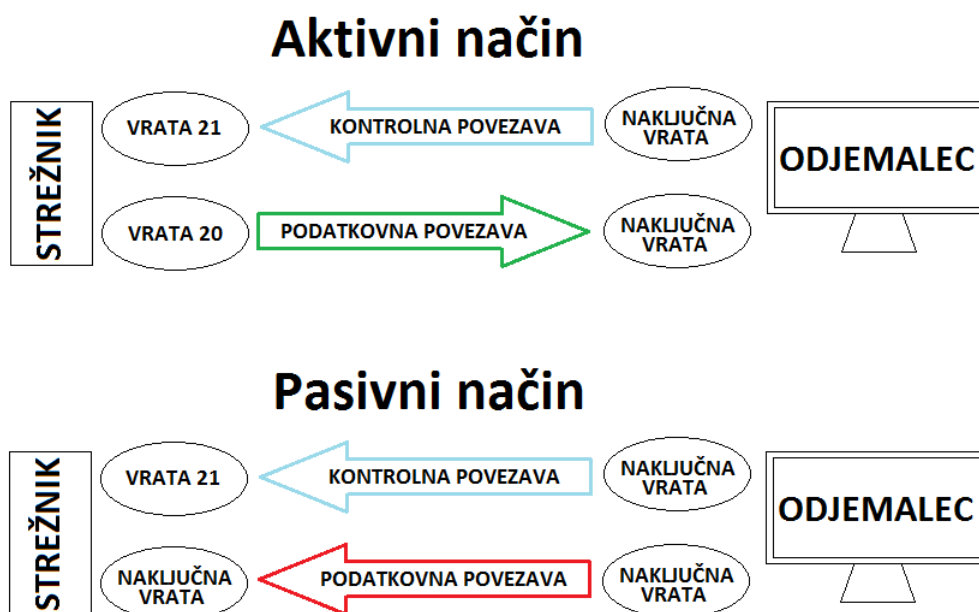 Aktivni način
STREŽNIK
VRATA 21
KONTROLNA POVEZAVA
NAKLJUČNA
VRATA
ODJEMALEC
VRATA 20
PODATKOVNA POVEZAVA
NAKLJUČNA
VRATA
Pasivni način
STREŽNIK
VRATA 21
KONTROLNA POVEZAVA
NAKLJUČNA
VRATA
ODJEMALEC
NAKLJUČNA
VRATA
PODATKOVNA POVEZAVA
NAKLJUČNA
VRATA